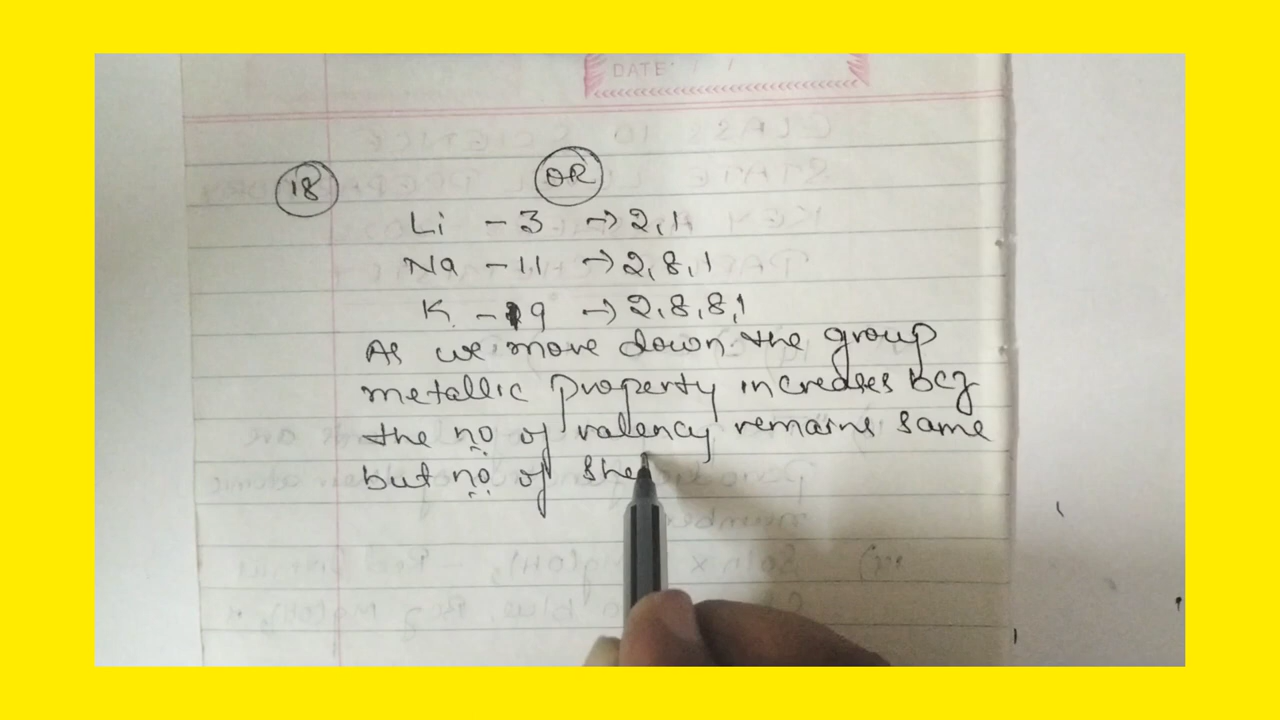 DATE:
18 OR
Li - 3 → 2,1
Na - 11 → 2,8,1
K - 19 → 2,8,8,1
As we move down the group
metallic property increases bcz
the no of valency remains same
but no of she